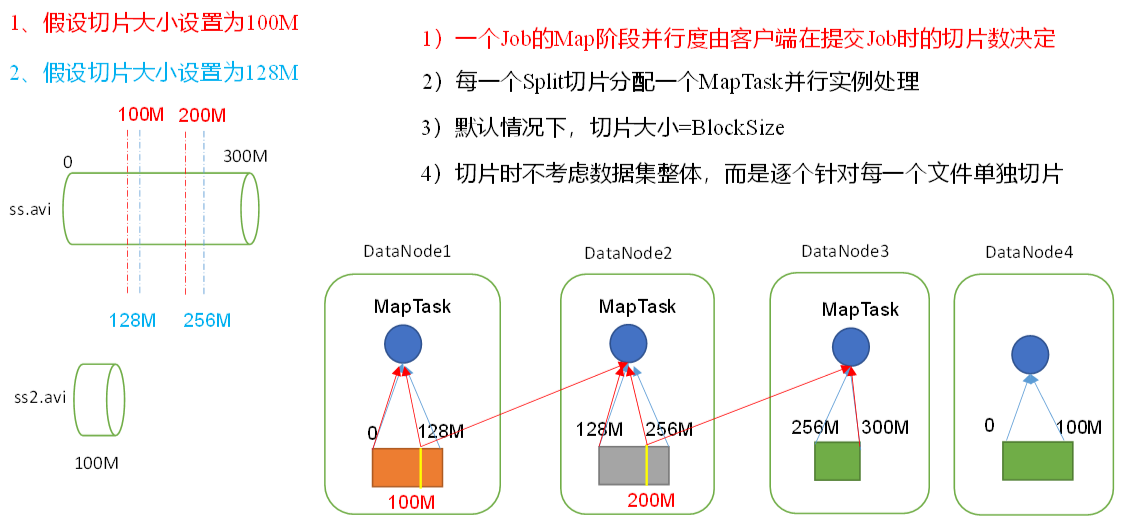 1、假设切片大小设置为100M
2、假设切片大小设置为128M
100M
200M
0
300M
ss.avi
128M
256M
ss2.avi
100M
1）一个Job的Map阶段并行度由客户端在提交Job时的切片数决定
2）每一个Split切片分配一个MapTask并行实例处理
3）默认情况下，切片大小=BlockSize
4）切片时不考虑数据集整体，而是逐个针对每一个文件单独切片
DataNode1
MapTask
0
128M
100M
DataNode2
MapTask
128M
256M
200M
DataNode3
MapTask
256M
300M
DataNode4
0
100M